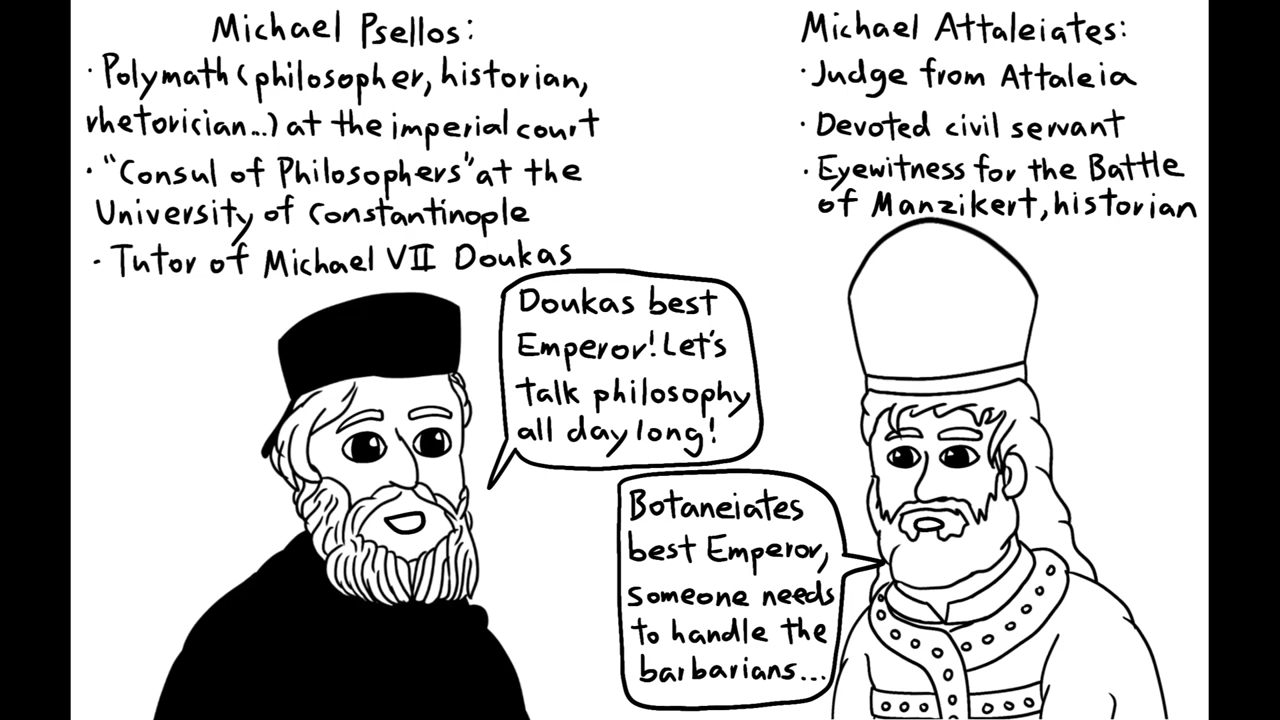 Michael Psellos:
· Polymath (philosopher, historian,
rhetorician...) at the imperial court
· "Consul of Philosophers" at the
University of Constantinople
· Tutor of Michael VII Doukas
Michael Attaleiates:
· Judge from Attaleia
· Devoted civil servant
· Eyewitness for the Battle
of Manzikert, historian
Doukas best
Emperor! Let's
talk philosophy
all day long!
Botaneiates
best Emperor,
someone needs
to handle the
barbarians...